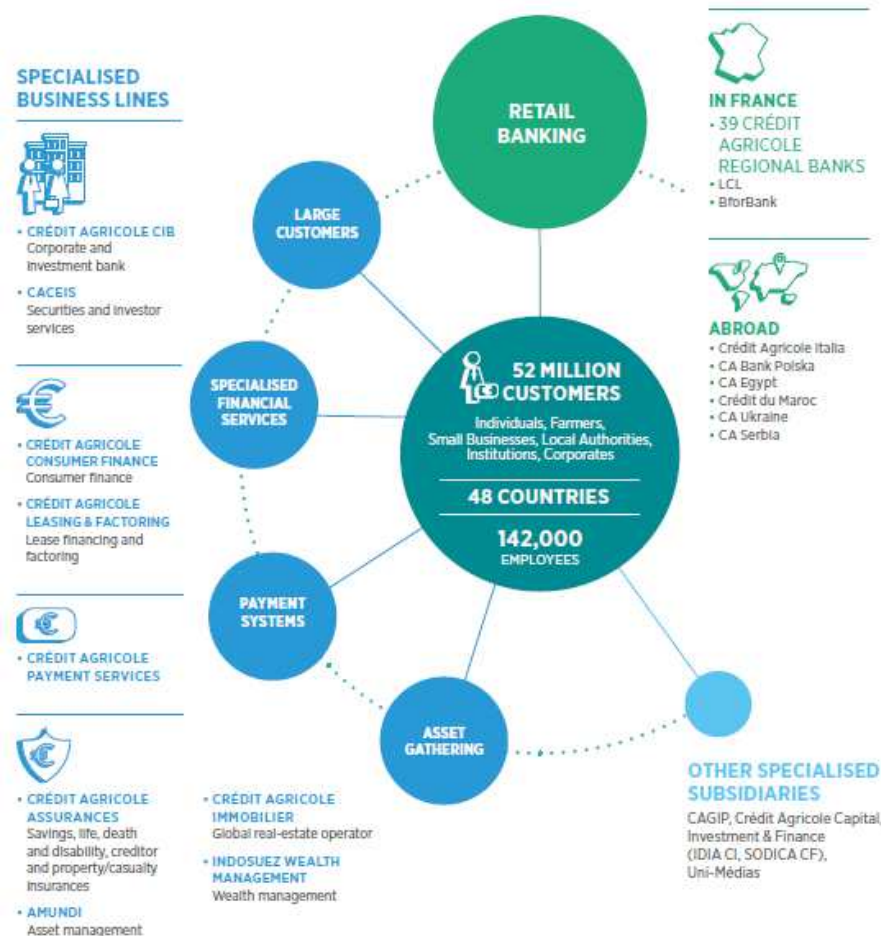 SPECIALISED
BUSINESS LINES
• CRÉDIT AGRICOLE CIB
Corporate and
Investment bank
• CACEIS
Securities and Investor
services
• CRÉDIT AGRICOLE
CONSUMER FINANCE
Consumer finance
• CRÉDIT AGRICOLE
LEASING & FACTORING
Lease financing and
factoring
• CRÉDIT AGRICOLE
PAYMENT SERVICES
• CRÉDIT AGRICOLE
ASSURANCES
Savings, life, death
and disability, creditor
and property/casualty
Insurances
• AMUNDI
Asset management
• CRÉDIT AGRICOLE
IMMOBILIER
Global real-estate operator
• INDOSUEZ WEALTH
MANAGEMENT
Wealth management
RETAIL
BANKING
LARGE
CUSTOMERS
SPECIALISED
FINANCIAL
SERVICES
PAYMENT
SYSTEMS
ASSET
GATHERING
52 MILLION
CUSTOMERS
Individuals, Farmers,
Small Businesses, Local Authorities,
Institutions, Corporates
48 COUNTRIES
142,000
EMPLOYEES
IN FRANCE
• 39 CRÉDIT
AGRICOLE
REGIONAL BANKS
• LCL
• BforBank
ABROAD
• Crédit Agricole Italia
• CA Bank Polska
• CA Egypt
• Crédit du Maroc
• CA Ukraine
• CA Serbia
OTHER SPECIALISED
SUBSIDIARIES
CAGIP, Crédit Agricole Capital,
Investment & Finance
(IDIA CI, SODICA CF),
Uni-Médias